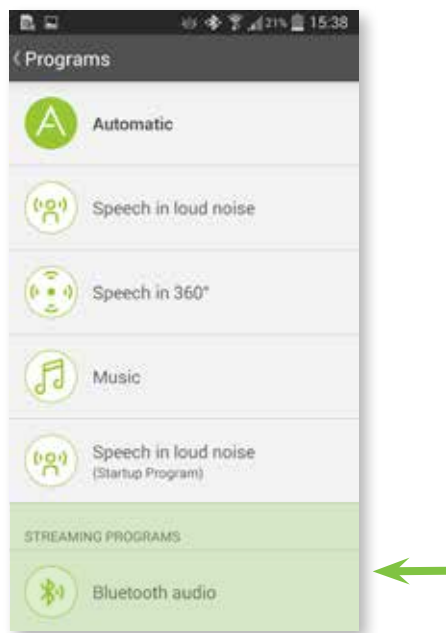 21% 15:38
Programs
A Automatic
Speech in loud noise
Speech in 360°
Music
Speech in loud noise
(Startup Program)
STREAMING PROGRAMS
Bluetooth audio